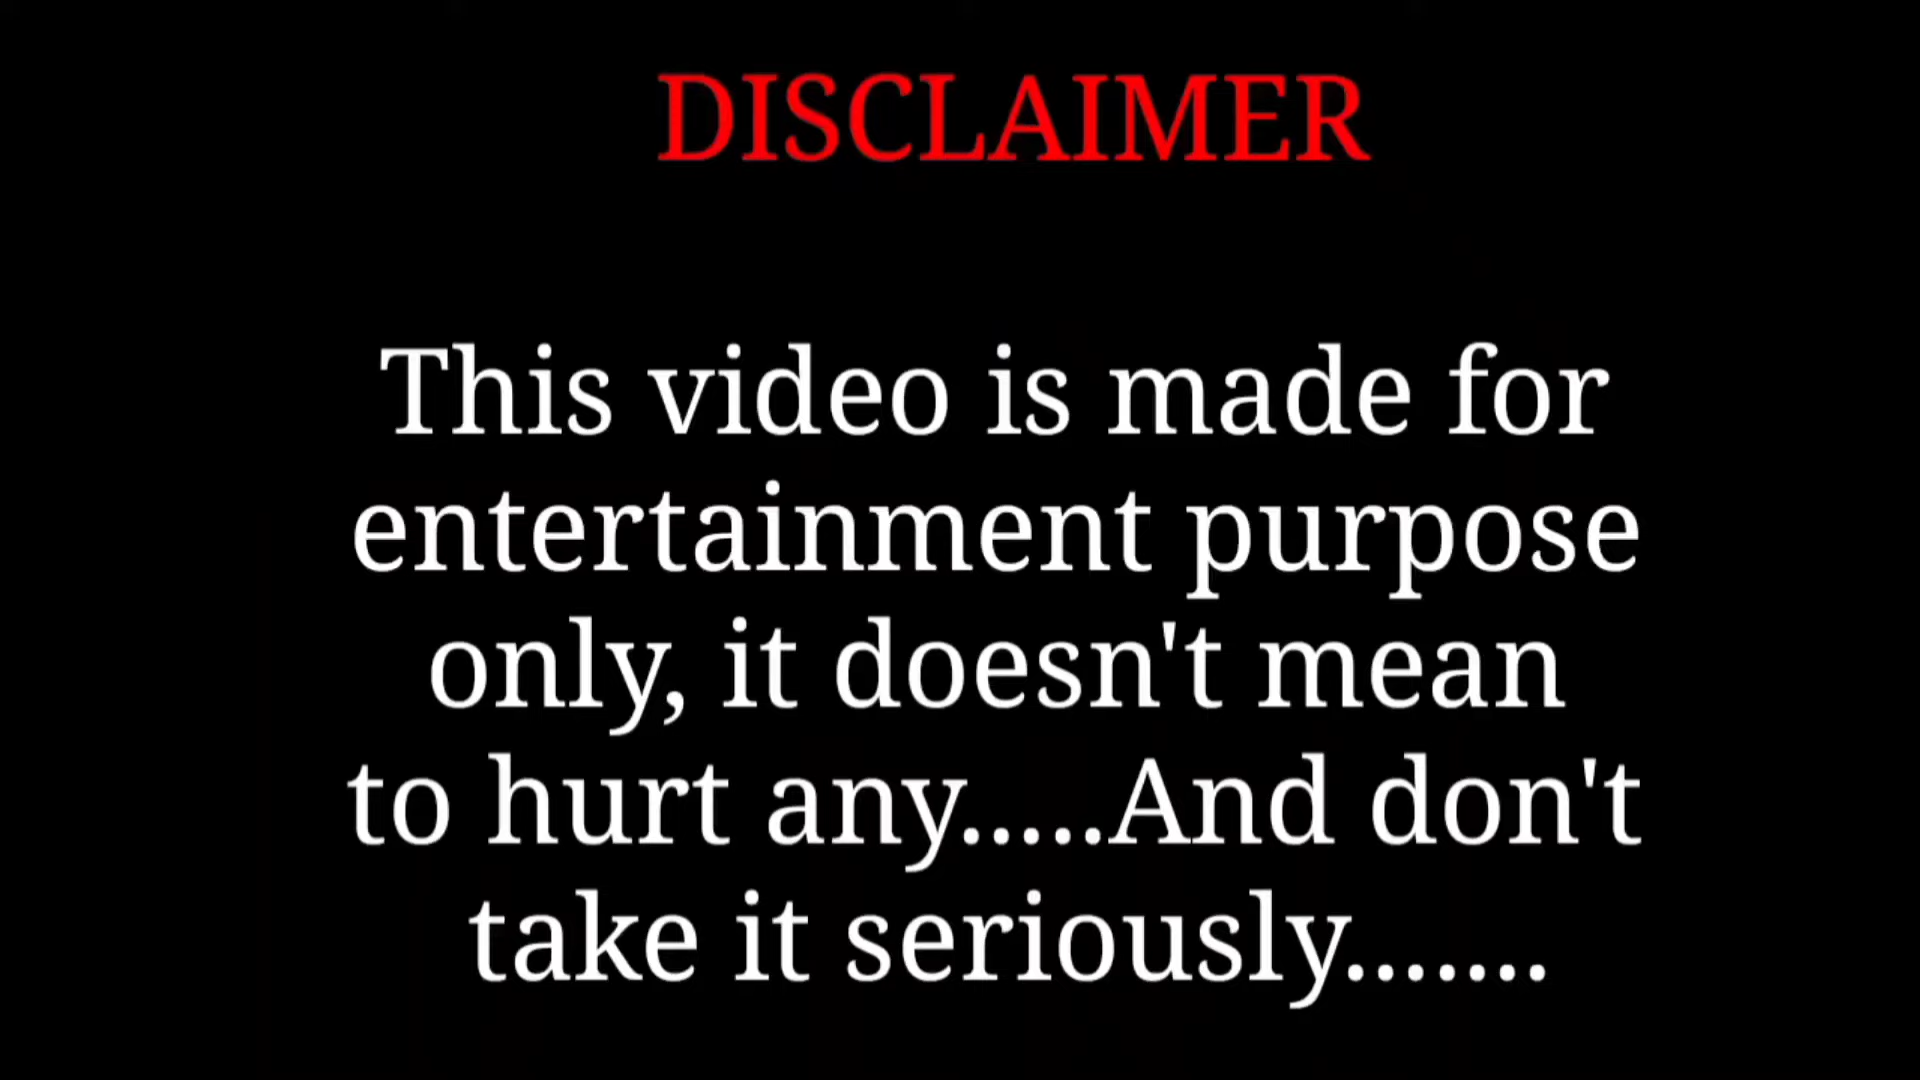 DISCLAIMER
This video is made for
entertainment purpose
only, it doesn't mean
to hurt any.....And don't
take it seriously.......